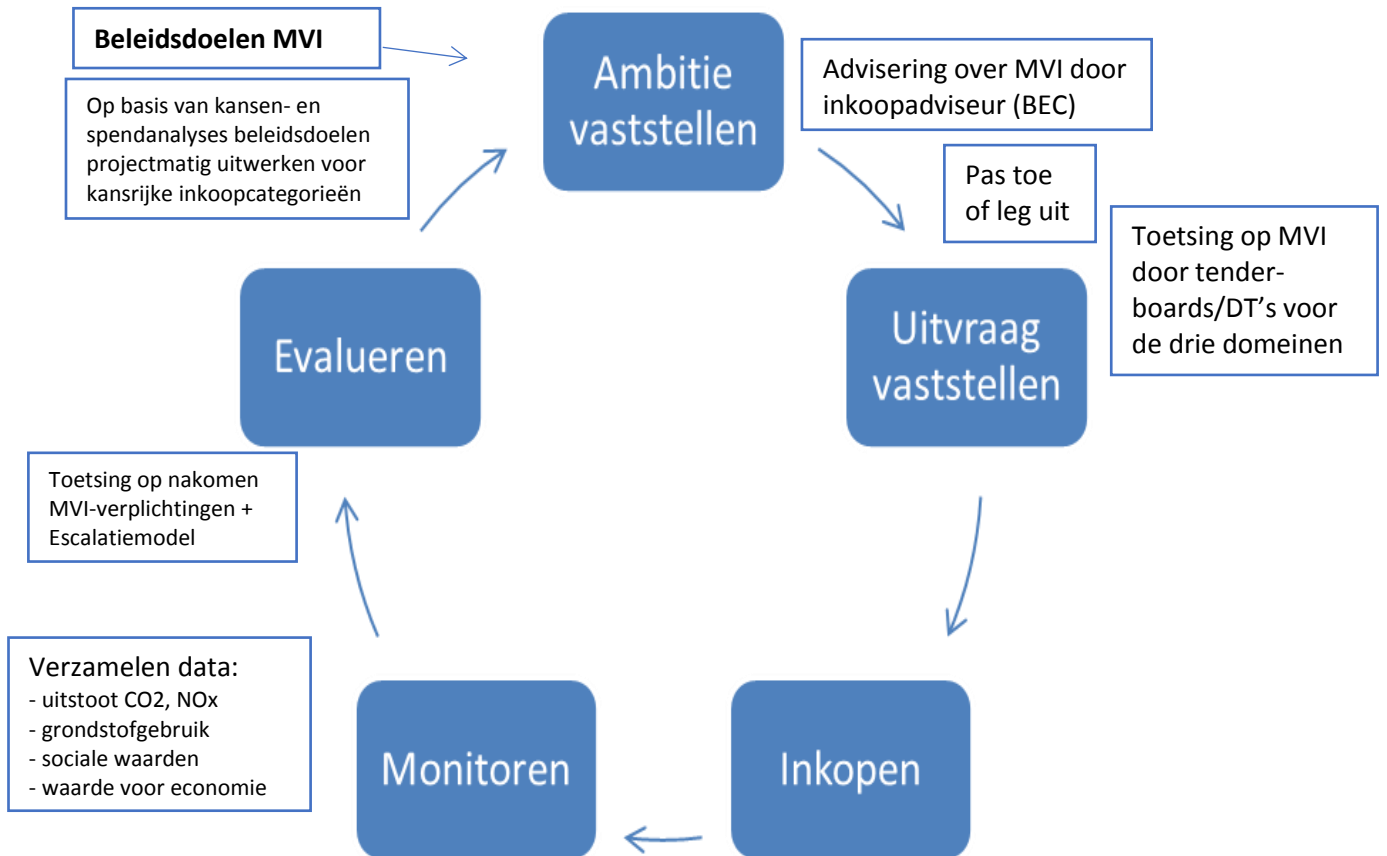 Beleidsdoelen MVI
Op basis van kansen- en
spendanalyses beleidsdoelen
projectmatig uitwerken voor
kansrijke inkoopcategorieën
Ambitie
vaststellen
Advisering over MVI door
inkoopadviseur (BEC)
Pas toe
of leg uit
Toetsing op MVI
door tender-
boards/DT’s voor
de drie domeinen
Uitvraag
vaststellen
Evalueren
Toetsing op nakomen
MVI-verplichtingen +
Escalatiemodel
Verzamelen data:
- uitstoot CO2, NOx
- grondstofgebruik
- sociale waarden
- waarde voor economie
Monitoren
Inkopen